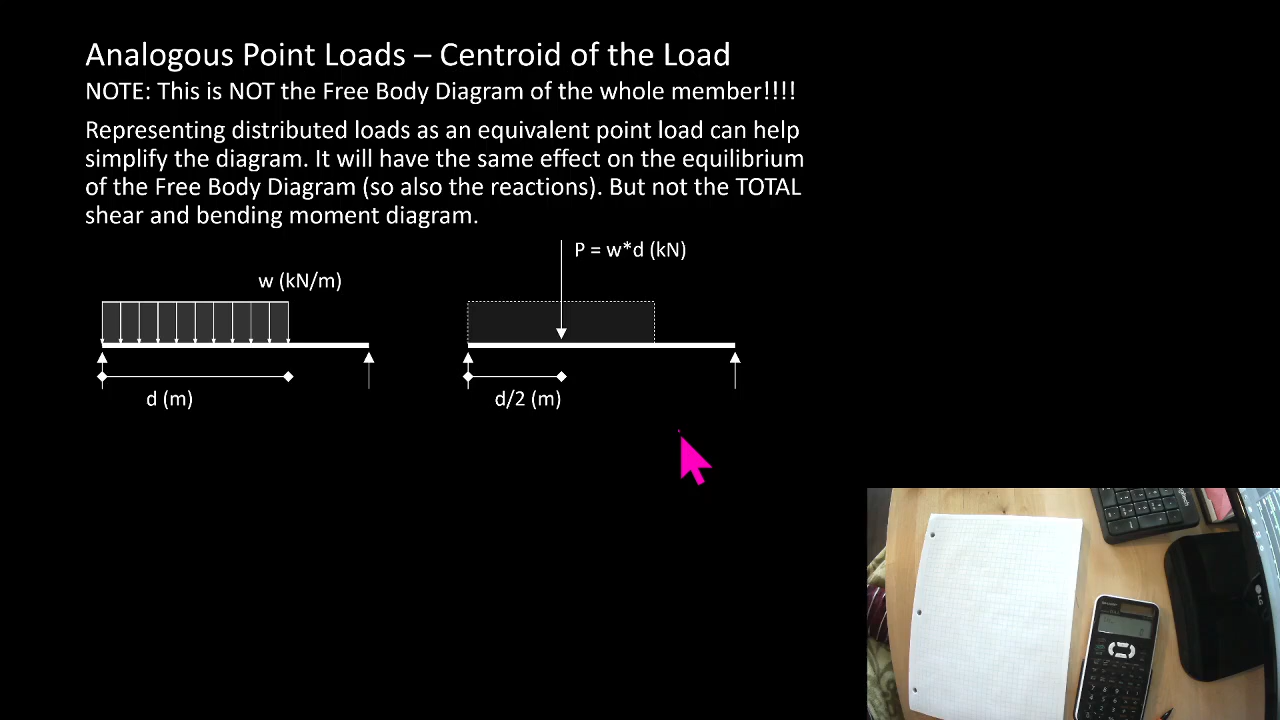 Analogous Point Loads – Centroid of the Load
NOTE: This is NOT the Free Body Diagram of the whole member!!!!
Representing distributed loads as an equivalent point load can help
simplify the diagram. It will have the same effect on the equilibrium
of the Free Body Diagram (so also the reactions). But not the TOTAL
shear and bending moment diagram.
P = w*d (kN)
w (kN/m)
d (m)
d/2 (m)
LG